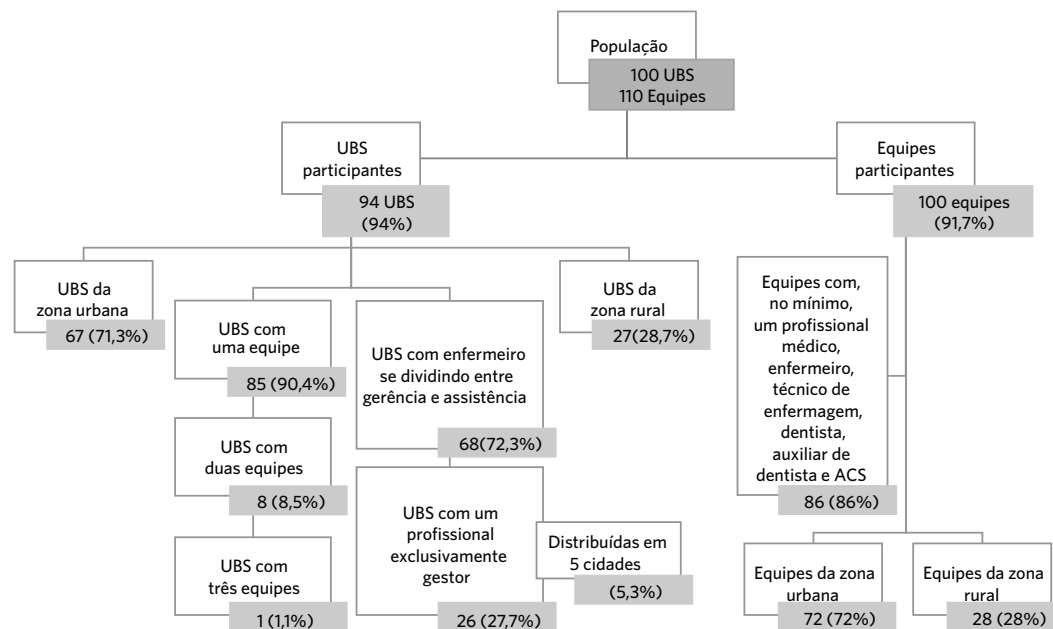 População
100 UBS
110 Equipes
UBS
participantes
94 UBS
(94%)
Equipes
participantes
100 equipes
(91,7%)
UBS da
zona urbana
67 (71,3%)
UBS com
uma equipe
85 (90,4%)
UBS com
duas equipes
8 (8,5%)
UBS com
três equipes
1 (1,1%)
UBS com enfermeiro
se dividindo entre
gerência e assistência
68(72,3%)
UBS com um
profissional
exclusivamente
gestor
26 (27,7%)
Distribuídas em
5 cidades
(5,3%)
UBS da
zona rural
27(28,7%)
Equipes com,
no mínimo,
um profissional
médico,
enfermeiro,
técnico de
enfermagem,
dentista,
auxiliar de
dentista e ACS
86 (86%)
Equipes da zona
urbana
72 (72%)
Equipes da zona
rural
28 (28%)